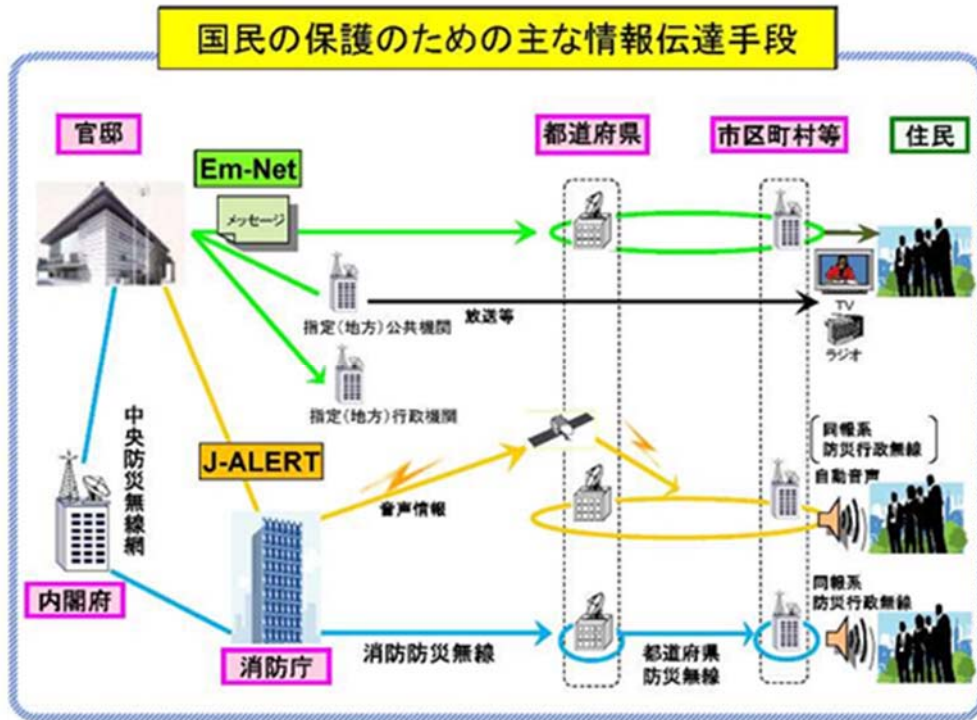 国民の保護のための主な情報伝達手段
官邸
都道府県
市区町村等
住民
Em-Net
メッセージ
指定(地方)公共機関
放送等
TV
ラジオ
指定(地方)行政機関
中央防災無線網
J-ALERT
音声情報
同報系
防災行政無線
自動音声
内閣府
消防庁
消防防災無線
都道府県
防災無線
同報系
防災行政無線